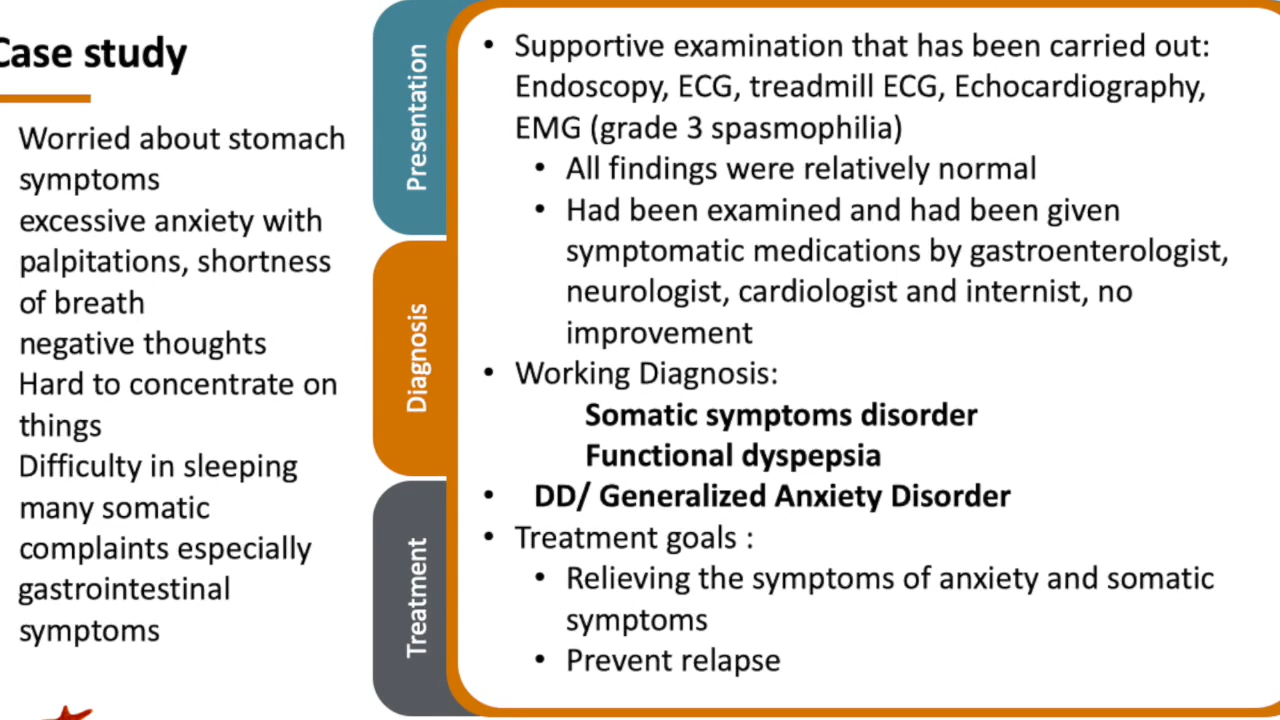 Case study
Worried about stomach
symptoms
excessive anxiety with
palpitations, shortness
of breath
negative thoughts
Hard to concentrate on
things
Difficulty in sleeping
many somatic
complaints especially
gastrointestinal
symptoms
Presentation
Diagnosis
Treatment
• Supportive examination that has been carried out:
Endoscopy, ECG, treadmill ECG, Echocardiography,
EMG (grade 3 spasmophilia)
• All findings were relatively normal
• Had been examined and had been given
symptomatic medications by gastroenterologist,
neurologist, cardiologist and internist, no
improvement
• Working Diagnosis:
Somatic symptoms disorder
Functional dyspepsia
• DD/ Generalized Anxiety Disorder
• Treatment goals :
• Relieving the symptoms of anxiety and somatic
symptoms
• Prevent relapse